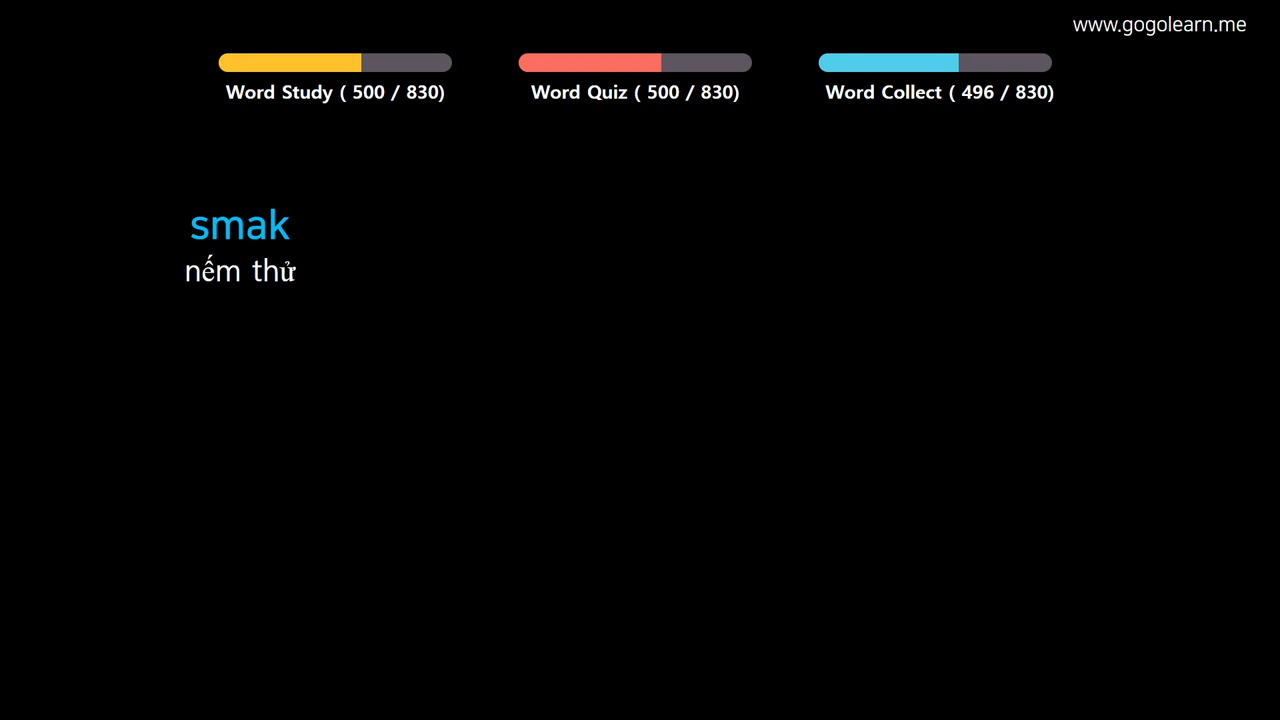 www.gogolearn.me
Word Study ( 500 / 830)
Word Quiz ( 500 / 830)
Word Collect ( 496 / 830)
smak
nếm thử